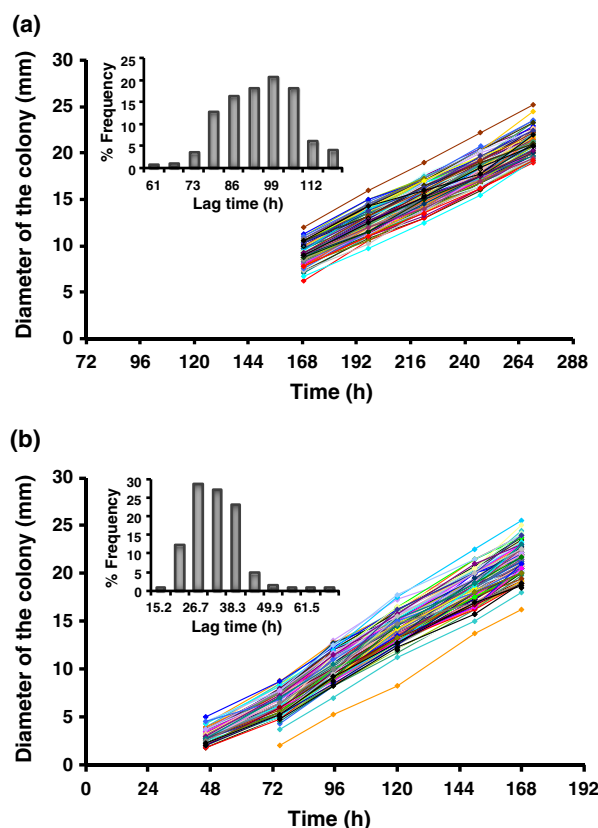 (a)
Diameter of the colony (mm)
30
25
20
15
10
5
0
72 96 120 144 168 192 216 240 264 288
Time (h)
% Frequency
25
20
15
10
5
0
61 73 86 99 112
Lag time (h)
(b)
Diameter of the colony (mm)
30
25
20
15
10
5
0
0 24 48 72 96 120 144 168 192
Time (h)
% Frequency
30
25
20
15
10
5
0
15.2 26.7 38.3 49.9 61.5
Lag time (h)